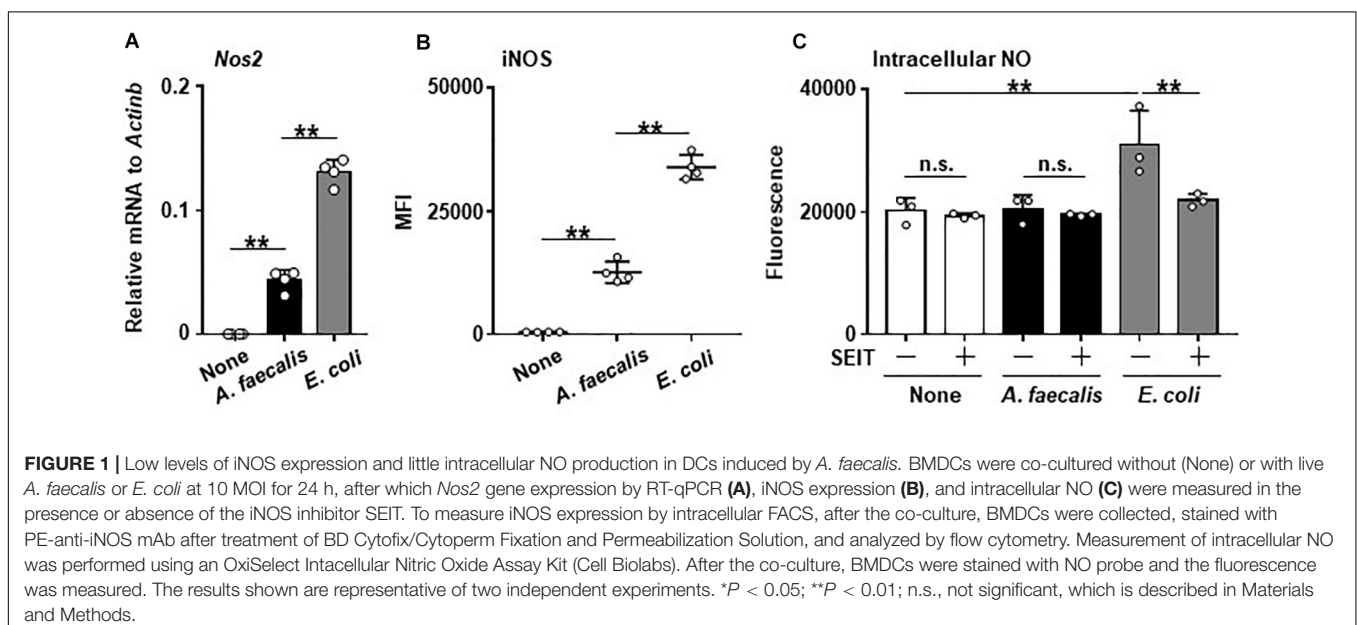 A
Nos2
Relative mRNA to Actinb
0.2
0.1
0
**
**
None
A. faecalis
E. coli
B
iNOS
MFI
50000
25000
0
**
**
None
A. faecalis
E. coli
C
Intracellular NO
Fluorescence
40000
20000
0
**
**
n.s.
n.s.
SEIT − + − + − +
None A. faecalis E. coli
FIGURE 1 | Low levels of iNOS expression and little intracellular NO production in DCs induced by A. faecalis. BMDCs were co-cultured without (None) or with live
A. faecalis or E. coli at 10 MOI for 24 h, after which Nos2 gene expression by RT-qPCR (A), iNOS expression (B), and intracellular NO (C) were measured in the
presence or absence of the iNOS inhibitor SEIT. To measure iNOS expression by intracellular FACS, after the co-culture, BMDCs were collected, stained with
PE-anti-iNOS mAb after treatment of BD Cytofix/Cytoperm Fixation and Permeabilization Solution, and analyzed by flow cytometry. Measurement of intracellular NO
was performed using an OxiSelect Intacellular Nitric Oxide Assay Kit (Cell Biolabs). After the co-culture, BMDCs were stained with NO probe and the fluorescence
was measured. The results shown are representative of two independent experiments. *P < 0.05; **P < 0.01; n.s., not significant, which is described in Materials
and Methods.